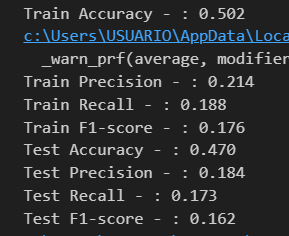 Train Accuracy - : 0.502
c:\Users\USUARIO\AppData\Loca
_warn_prf(average, modifier
Train Precision - : 0.214
Train Recall - : 0.188
Train F1-score - : 0.176
Test Accuracy - : 0.470
Test Precision - : 0.184
Test Recall - : 0.173
Test F1-score - : 0.162